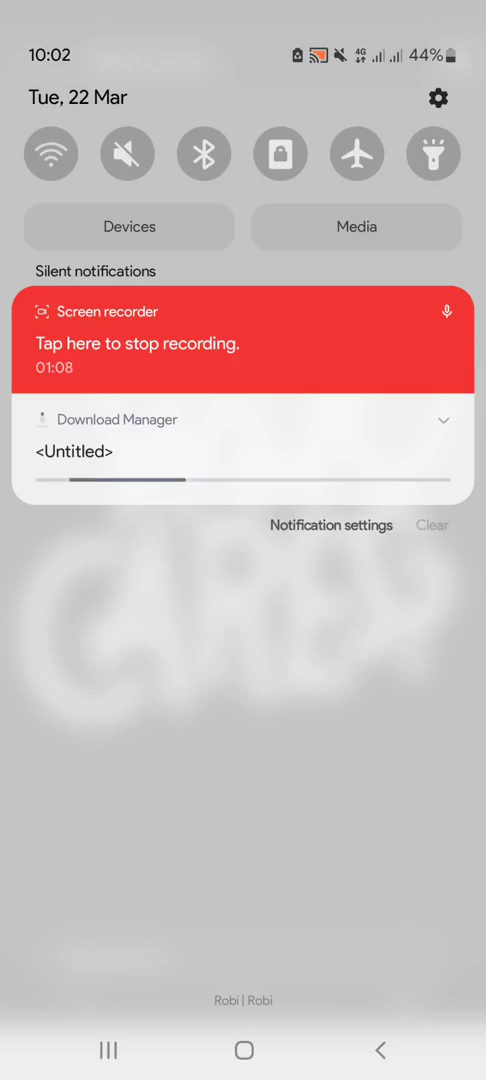 10:02
4G
44%
Tue, 22 Mar
Devices
Media
Silent notifications
Screen recorder
Tap here to stop recording.
01:08
Download Manager
<Untitled>
Notification settings
Clear
Robi | Robi